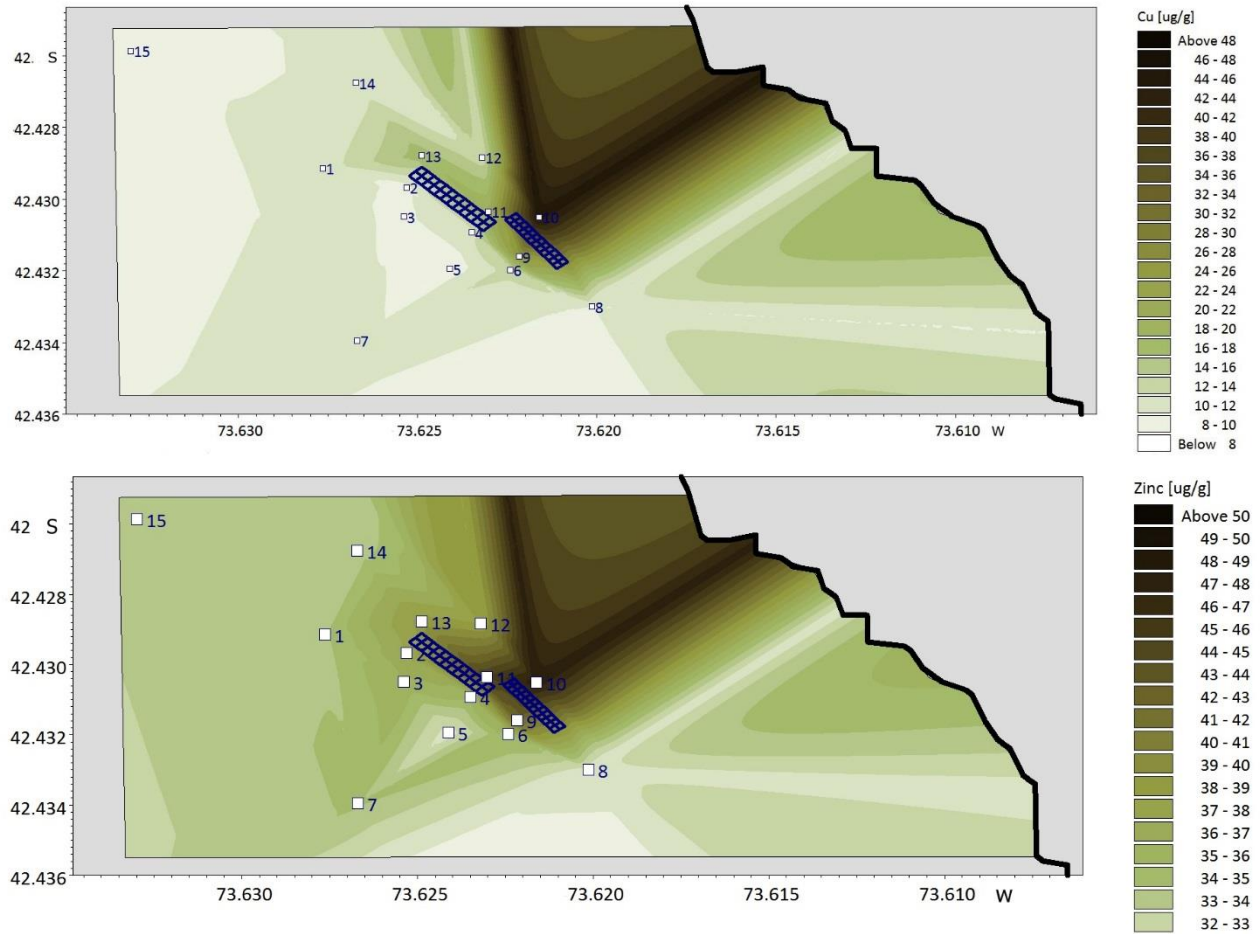 Cu [ug/g]
Above 48
46 - 48
44 - 46
42 - 44
40 - 42
38 - 40
36 - 38
34 - 36
32 - 34
30 - 32
28 - 30
26 - 28
24 - 26
22 - 24
20 - 22
18 - 20
16 - 18
14 - 16
12 - 14
10 - 12
8 - 10
Below 8
42. S
42.428
42.430
42.432
42.434
42.436
15
14
13
12
1
2
3
11
10
4
9
5
6
8
7
73.630
73.625
73.620
73.615
73.610
W
Zinc [ug/g]
Above 50
49 - 50
48 - 49
47 - 48
46 - 47
45 - 46
44 - 45
43 - 44
42 - 43
41 - 42
40 - 41
39 - 40
38 - 39
37 - 38
36 - 37
35 - 36
34 - 35
33 - 34
32 - 33
42 S
42.428
42.430
42.432
42.434
42.436
15
14
13
12
1
2
3
11
10
4
9
5
6
8
7
73.630
73.625
73.620
73.615
73.610
W